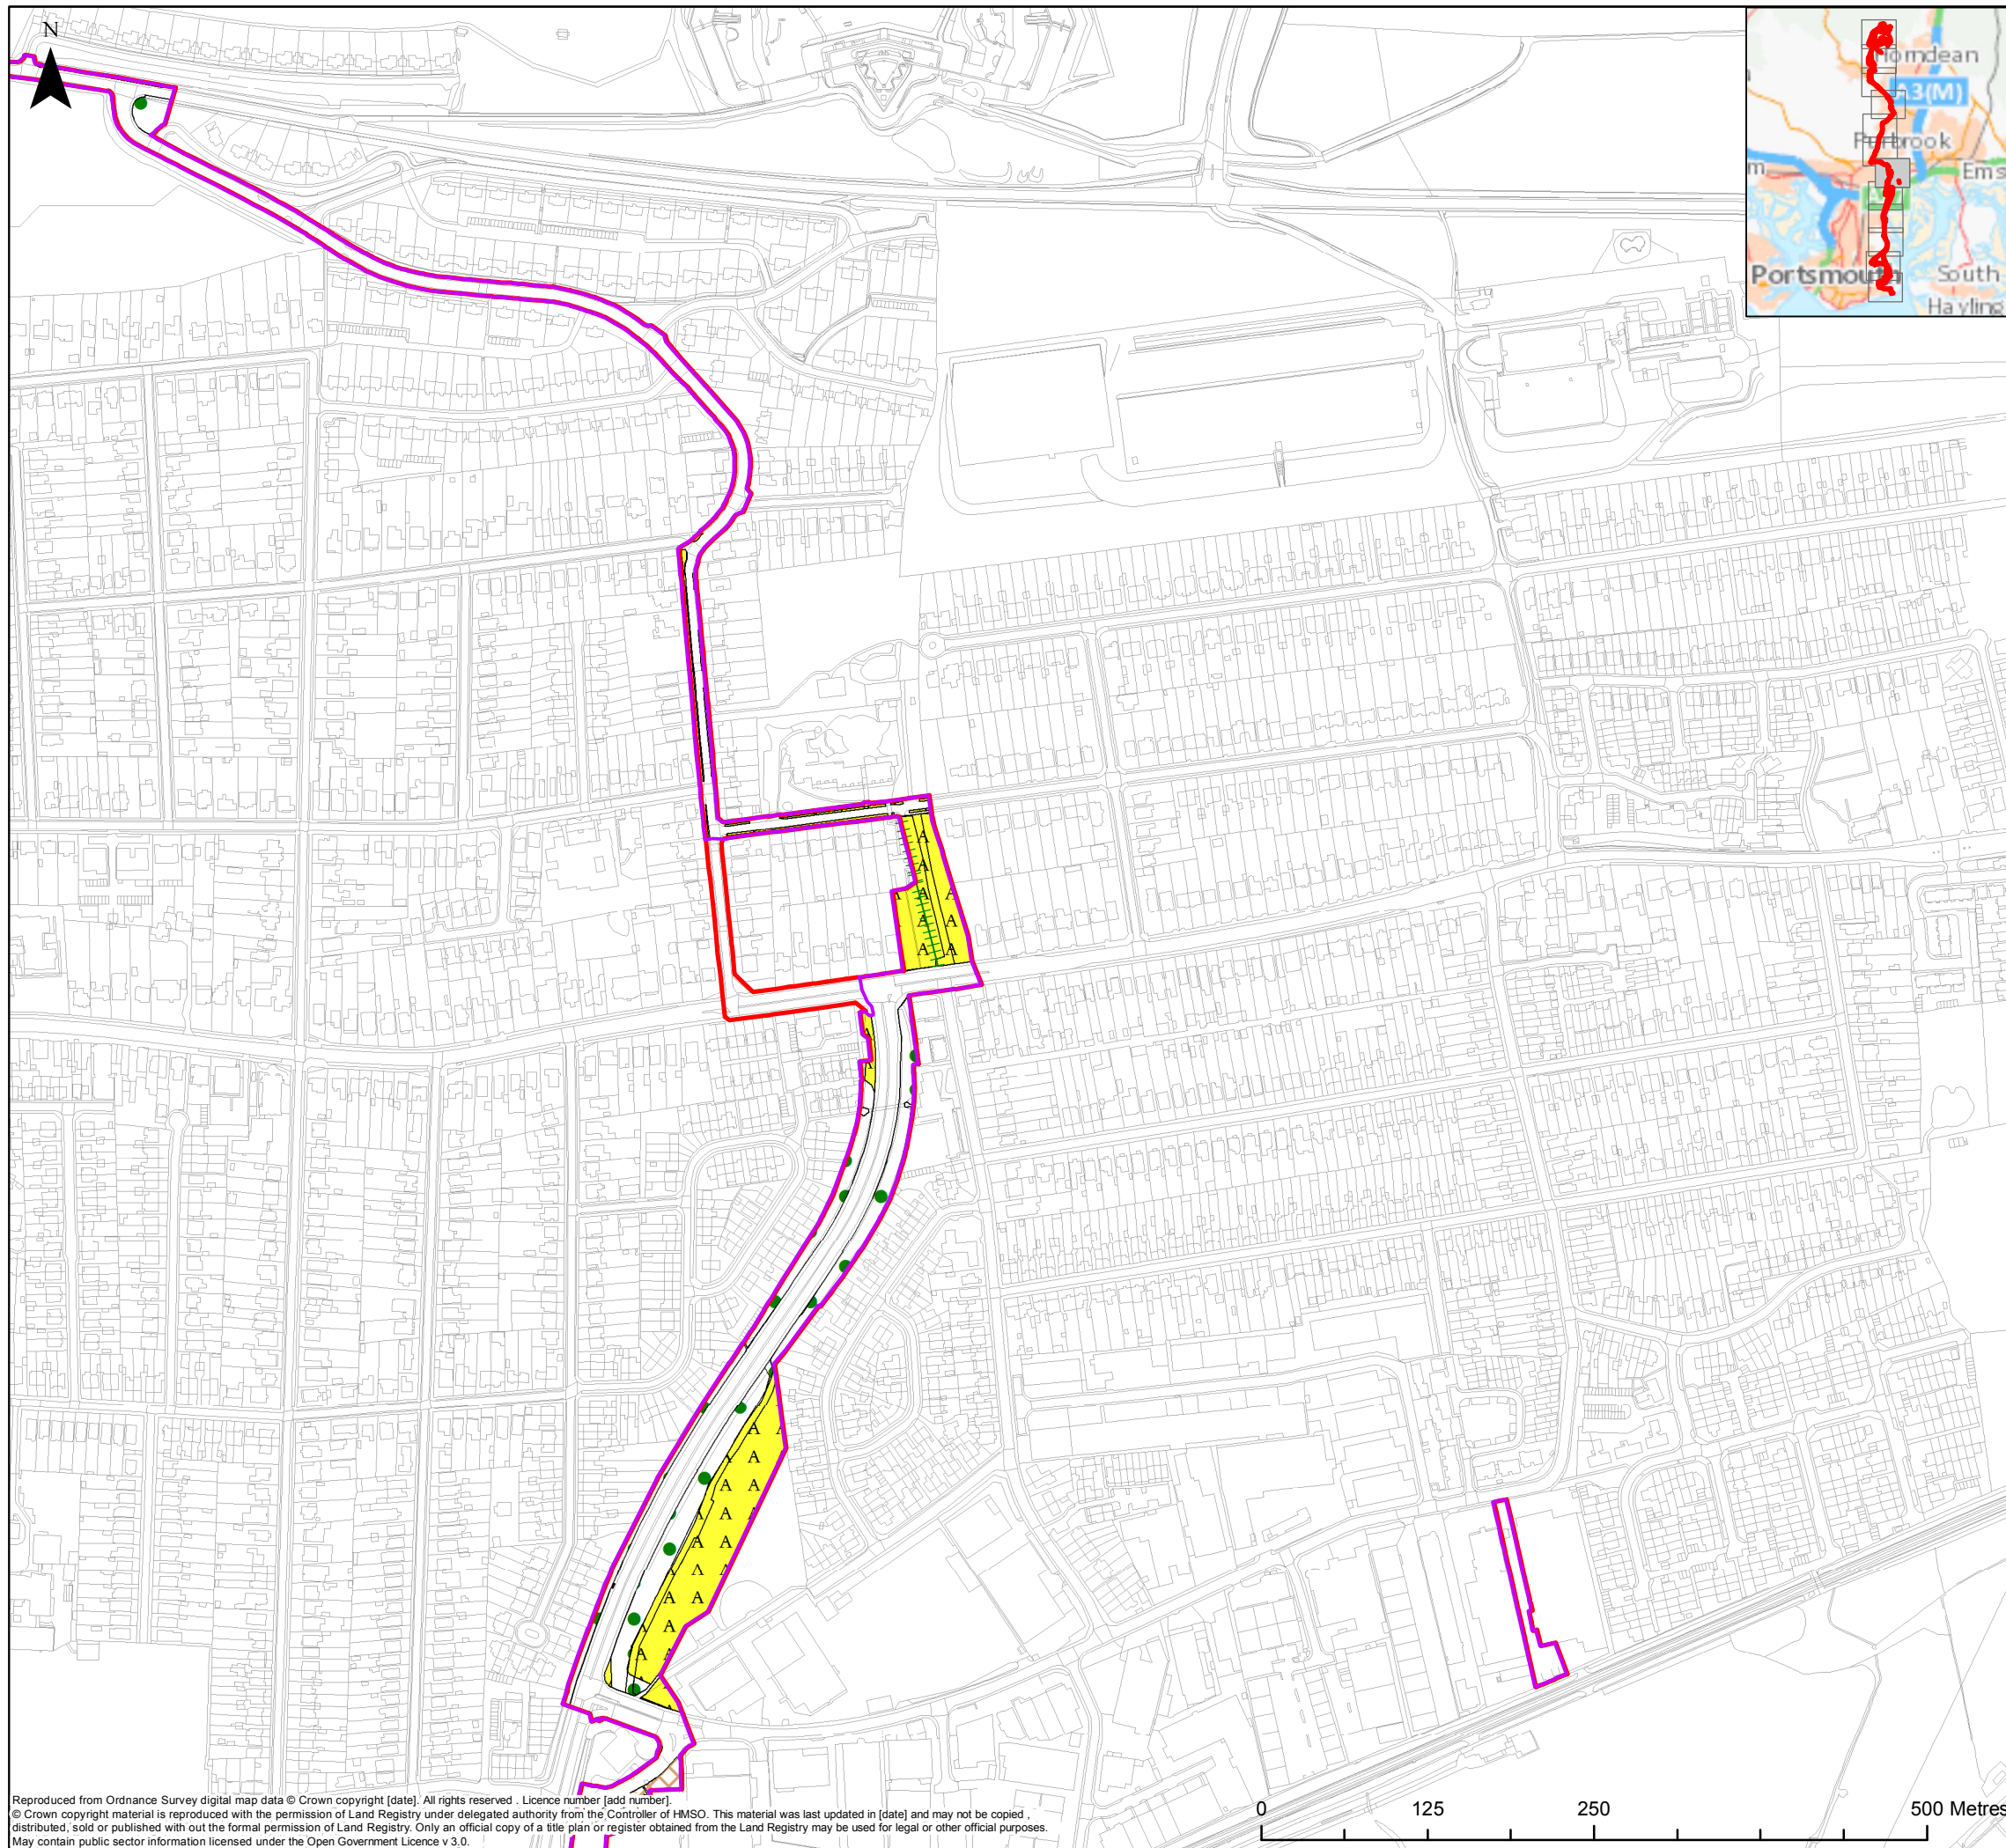 N
Horndean
A3(M)
Purbrook
Ems
Portsmouth
South
Hayling
A
A
A A A
A A
A A
A
A A
A
A A
A
A A
A A
A A
A
A
Reproduced from Ordnance Survey digital map data © Crown copyright [date]. All rights reserved . Licence number [add number].
© Crown copyright material is reproduced with the permission of Land Registry under delegated authority from the Controller of HMSO. This material was last updated in [date] and may not be copied ,
distributed, sold or published with out the formal permission of Land Registry. Only an official copy of a title plan or register obtained from the Land Registry may be used for legal or other official purposes.
May contain public sector information licensed under the Open Government Licence v 3.0.
0 125 250 500 Metres